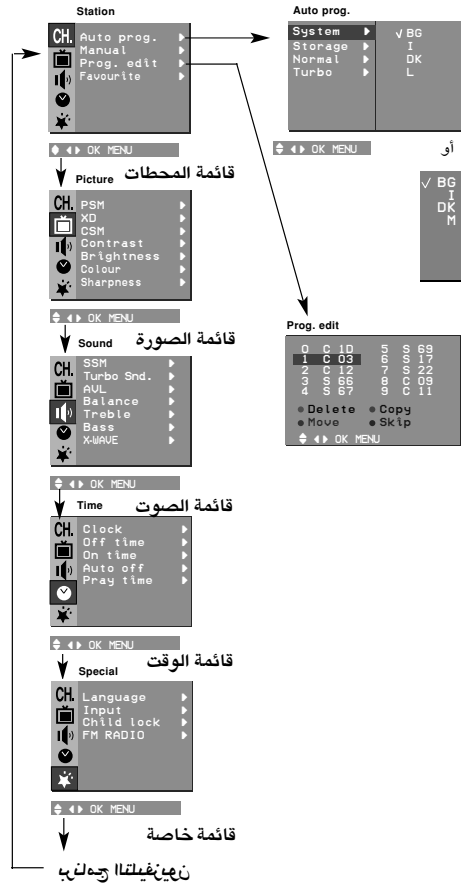 Station
CH.
Auto prog.
Manual
Prog. edit
Favourite
OK MENU
قائمة المحطات
Auto prog.
System
Storage
Normal
Turbo
√ BG
I
DK
L
OK MENU
أو
√ BG
I
DK
M
Picture
CH.
PSM
XD
CSM
Contrast
Brightness
Colour
Sharpness
OK MENU
قائمة الصورة
Prog. edit
0 C 10 5 S 69
1 C 03 6 S 17
2 C 12 7 S 22
3 S 66 8 C 09
4 S 67 9 C 11
Delete Copy
Move Skip
OK MENU
Sound
CH.
SSM
Turbo Snd.
AVL
Balance
Treble
Bass
X-WAVE
OK MENU
قائمة الصوت
Time
CH.
Clock
Off time
On time
Auto off
Pray time
OK MENU
قائمة الوقت
Special
CH.
Language
Input
Child lock
FM RADIO
OK MENU
قائمة خاصة
برنامج التليفزيون